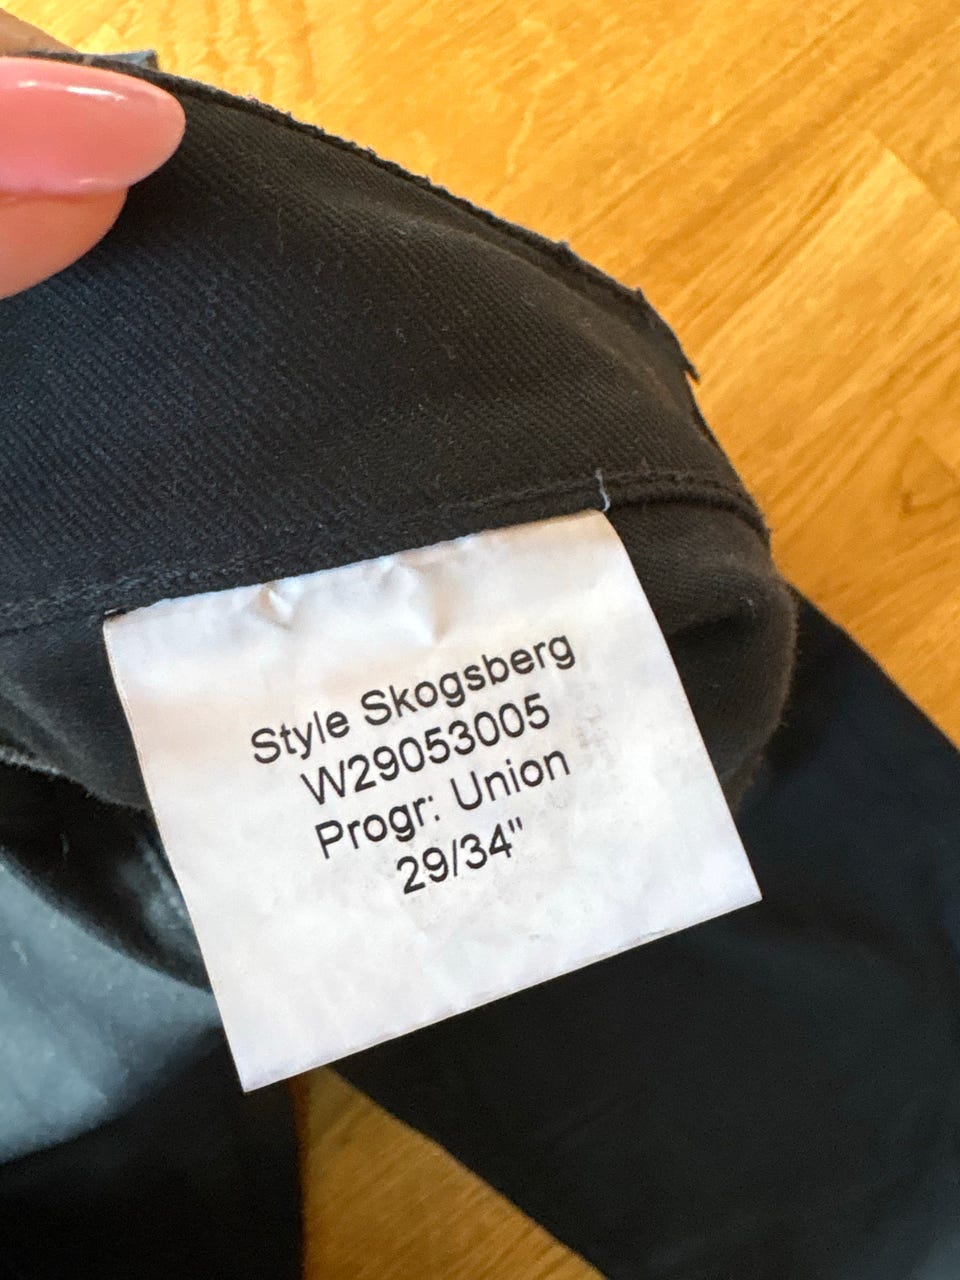 Style Skogsberg
W29053005
Progr: Union
29/34"